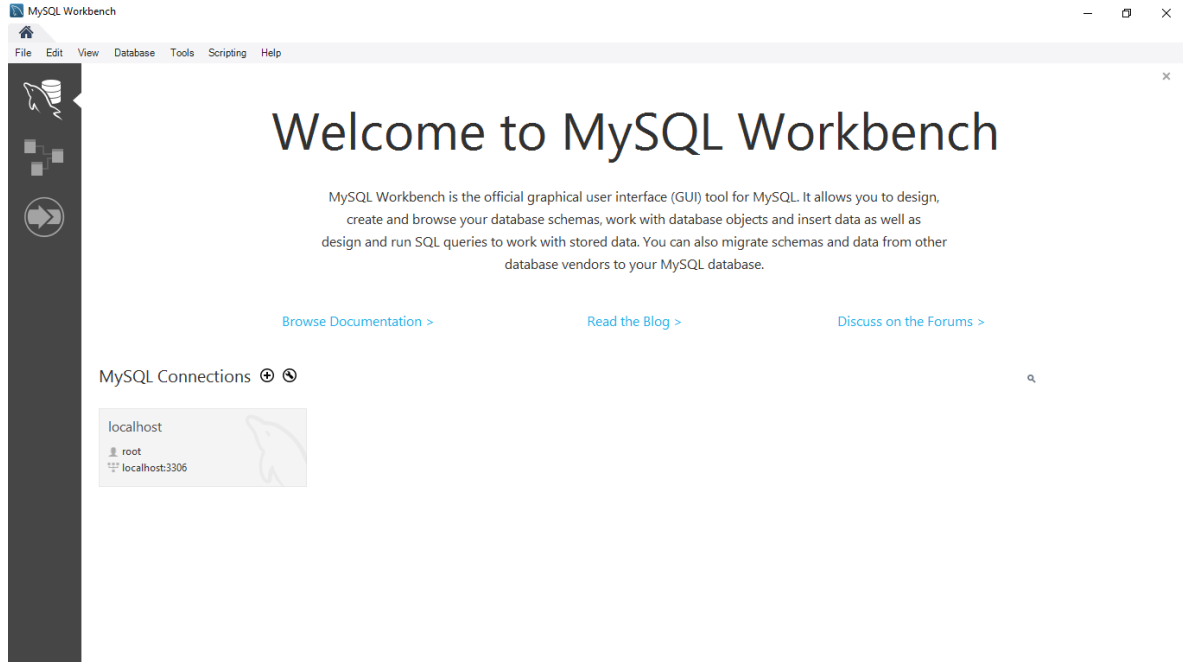 MySQL Workbench
File Edit View Database Tools Scripting Help
Welcome to MySQL Workbench
MySQL Workbench is the official graphical user interface (GUI) tool for MySQL. It allows you to design,
create and browse your database schemas, work with database objects and insert data as well as
design and run SQL queries to work with stored data. You can also migrate schemas and data from other
database vendors to your MySQL database.
Browse Documentation > Read the Blog > Discuss on the Forums >
MySQL Connections
localhost
root
localhost:3306